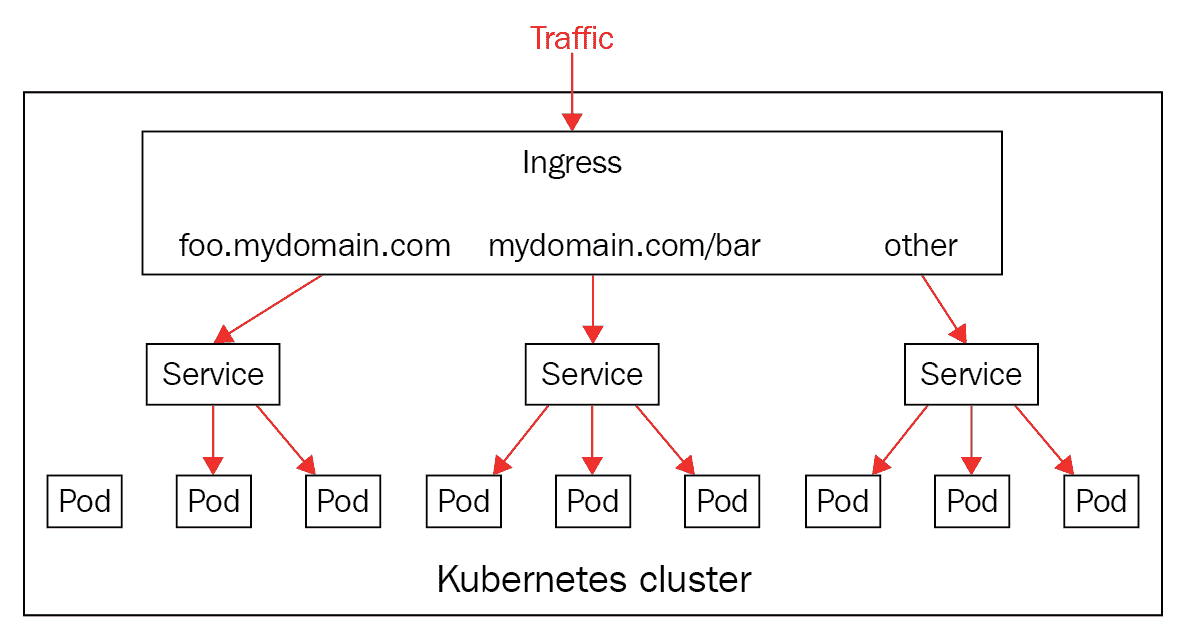 Traffic
Ingress
foo.mydomain.com mydomain.com/bar other
Service Service Service
Pod Pod Pod Pod Pod Pod Pod Pod Pod
Kubernetes cluster